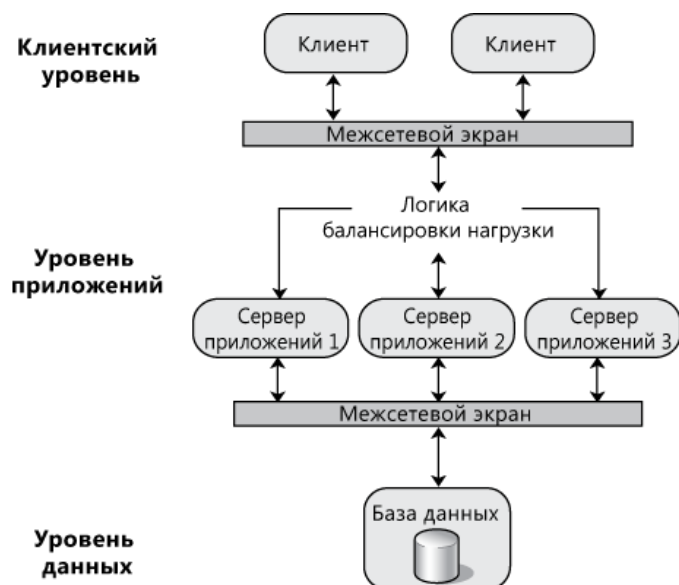 Клиентский
уровень
Клиент
Клиент
Межсетевой экран
Логика
балансировки нагрузки
Уровень
приложений
Сервер
приложений 1
Сервер
приложений 2
Сервер
приложений 3
Межсетевой экран
База данных
Уровень
данных